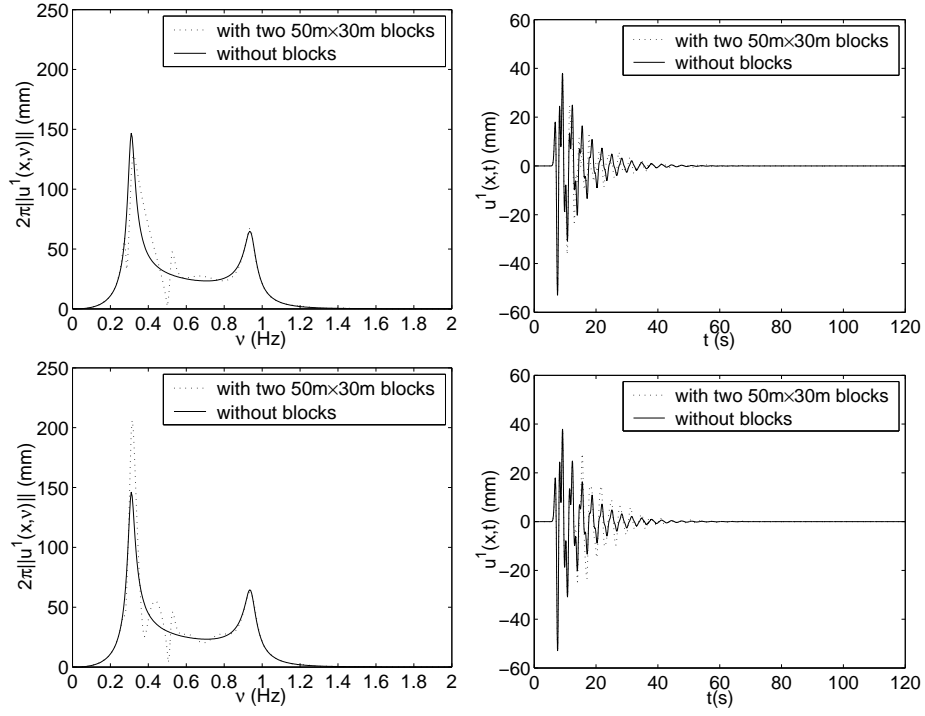 250
200
150
100
50
0
2π||u¹(x,ν)|| (mm)
with two 50m×30m blocks
without blocks
0 0.2 0.4 0.6 0.8 1 1.2 1.4 1.6 1.8 2
ν (Hz)
60
40
20
0
−20
−40
−60
u¹(x,t) (mm)
with two 50m×30m blocks
without blocks
0 20 40 60 80 100 120
t (s)
250
200
150
100
50
0
2π||u¹(x,ν)|| (mm)
with two 50m×30m blocks
without blocks
0 0.2 0.4 0.6 0.8 1 1.2 1.4 1.6 1.8 2
ν (Hz)
60
40
20
0
−20
−40
−60
u¹(x,t) (mm)
with two 50m×30m blocks
without blocks
0 20 40 60 80 100 120
t(s)